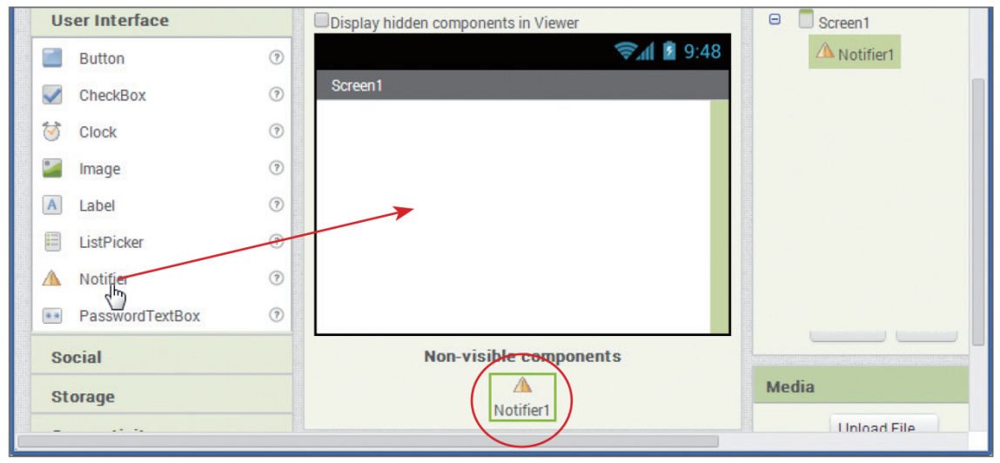 User Interface
Button
CheckBox
Clock
Image
Label
ListPicker
Notifier
PasswordTextBox
Social
Storage
Display hidden components in Viewer
9:48
Screen1
Non-visible components
Notifier1
Screen1
Notifier1
Media
Upload File